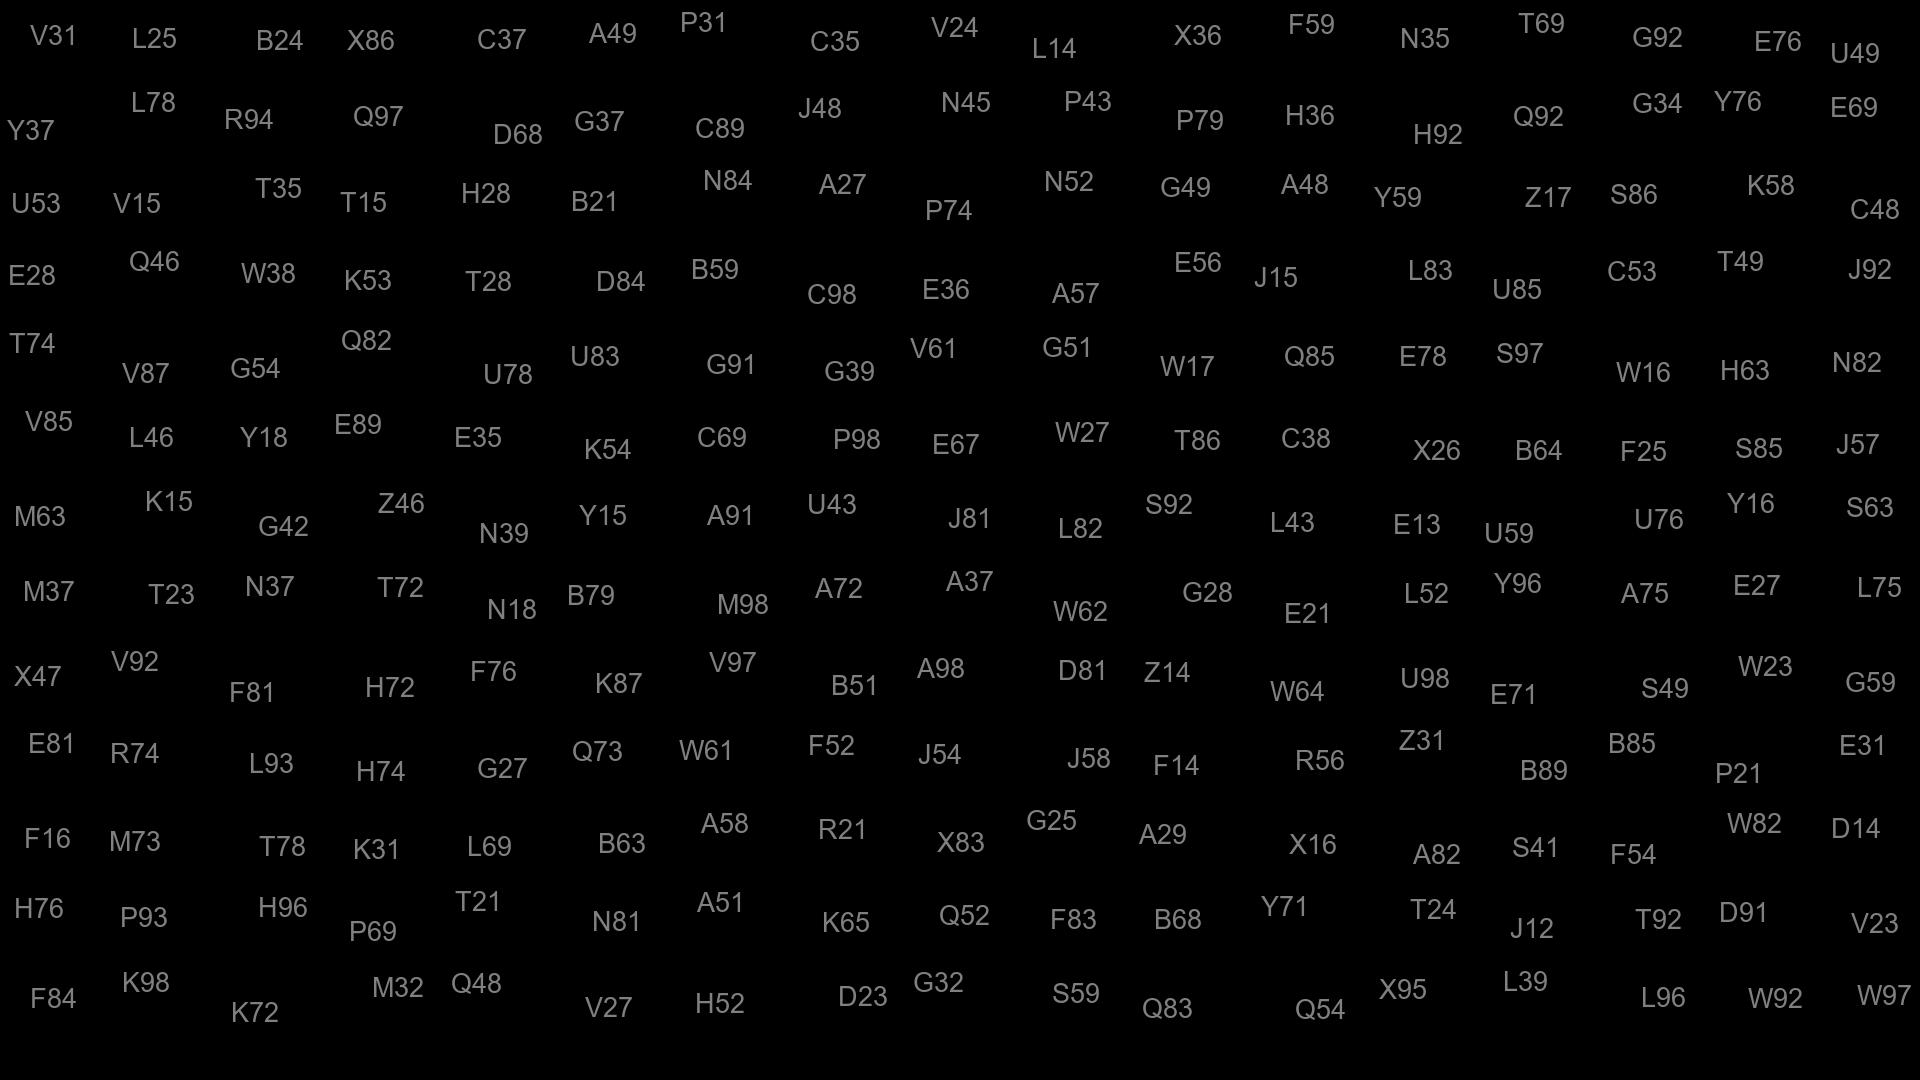 V31 L25 B24 X86 C37 A49 P31 C35 V24 L14 X36 F59 N35 T69 G92 E76 U49
Y37 L78 R94 Q97 D68 G37 C89 J48 N45 P43 P79 H36 H92 Q92 G34 Y76 E69
U53 V15 T35 T15 H28 B21 N84 A27 P74 N52 G49 A48 Y59 Z17 S86 K58 C48
E28 Q46 W38 K53 T28 D84 B59 C98 E36 A57 E56 J15 L83 U85 C53 T49 J92
T74 V87 G54 Q82 U78 U83 G91 G39 V61 G51 W17 Q85 E78 S97 W16 H63 N82
V85 L46 Y18 E89 E35 K54 C69 P98 E67 W27 T86 C38 X26 B64 F25 S85 J57
M63 K15 G42 Z46 N39 Y15 A91 U43 J81 L82 S92 L43 E13 U59 U76 Y16 S63
M37 T23 N37 T72 N18 B79 M98 A72 A37 W62 G28 E21 L52 Y96 A75 E27 L75
X47 V92 F81 H72 F76 K87 V97 B51 A98 D81 Z14 W64 U98 E71 S49 W23 G59
E81 R74 L93 H74 G27 Q73 W61 F52 J54 J58 F14 R56 Z31 B89 B85 P21 E31
F16 M73 T78 K31 L69 B63 A58 R21 X83 G25 A29 X16 A82 S41 F54 W82 D14
H76 P93 H96 P69 T21 N81 A51 K65 Q52 F83 B68 Y71 T24 J12 T92 D91 V23
F84 K98 K72 M32 Q48 V27 H52 D23 G32 S59 Q83 Q54 X95 L39 L96 W92 W97